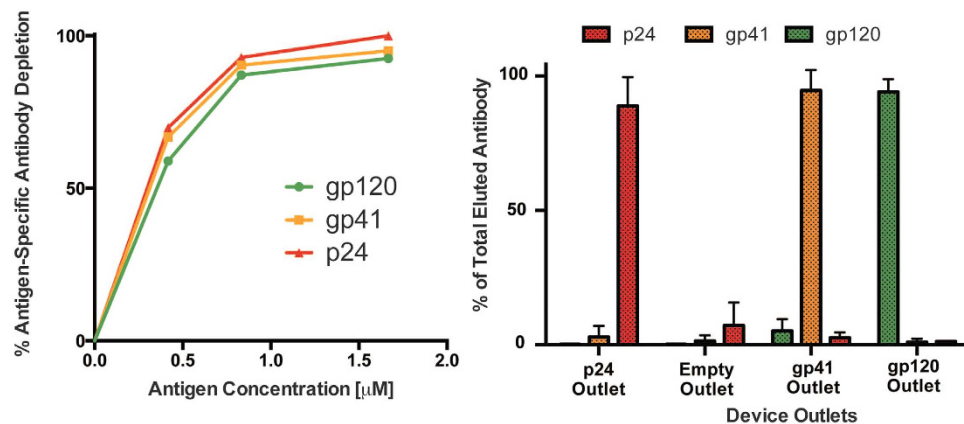 % Antigen-Specific Antibody Depletion
100
50
0
0.0 0.5 1.0 1.5 2.0
Antigen Concentration [µM]
gp120
gp41
p24
p24 gp41 gp120
% of Total Eluted Antibody
100
50
0
p24 Outlet
Empty Outlet
gp41 Outlet
gp120 Outlet
Device Outlets